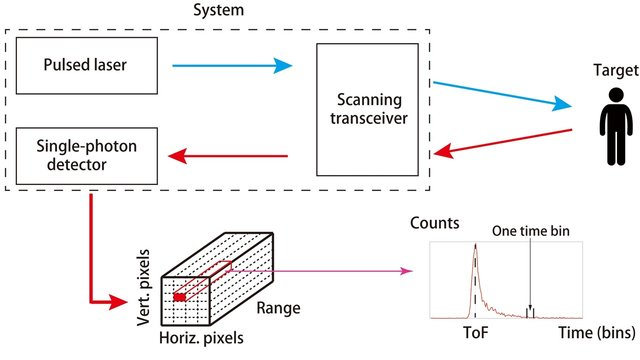 System
Pulsed laser
Scanning
transceiver
Target
Single-photon
detector
Counts
One time bin
Vert. pixels
Range
Horiz. pixels
ToF
Time (bins)